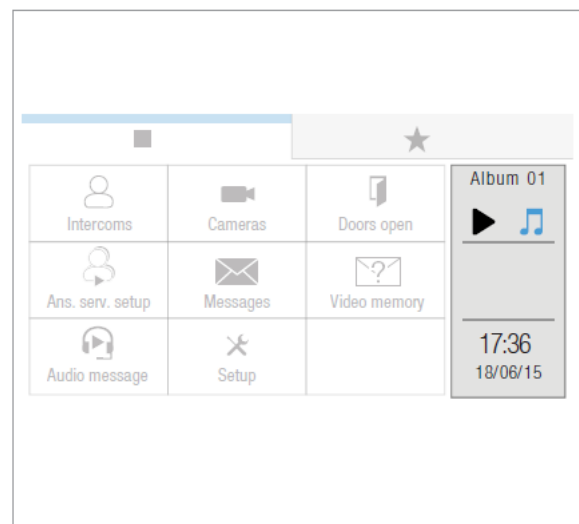 Album 01
Intercoms
Cameras
Doors open
Ans. serv. setup
Messages
Video memory
Audio message
Setup
17:36
18/06/15